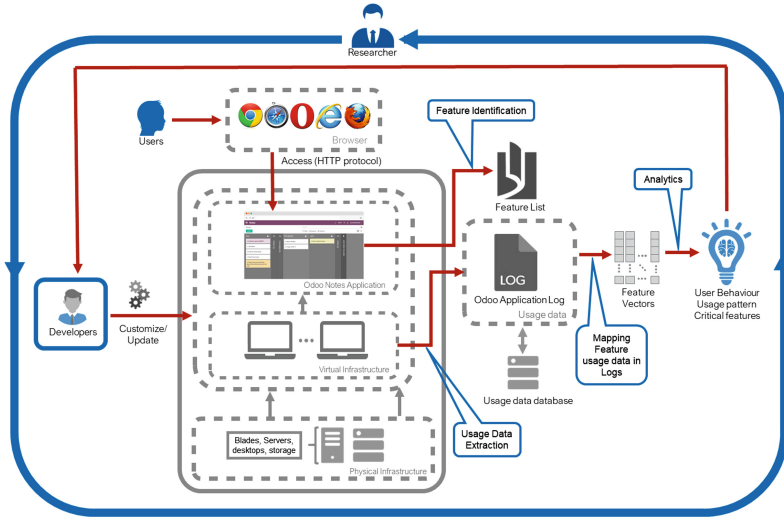 Researcher
Users
Browser
Access (HTTP protocol)
Feature Identification
Feature List
Analytics
Odoo Notes Application
LOG
Odoo Application Log
Usage data
Feature
Vectors
User Behaviour
Usage pattern
Critical features
Developers
Customize/
Update
Virtual Infrastructure
Mapping
Feature
usage data in
Logs
Usage data database
Usage Data
Extraction
Blades, Servers,
desktops, storage
Physical Infrastructure